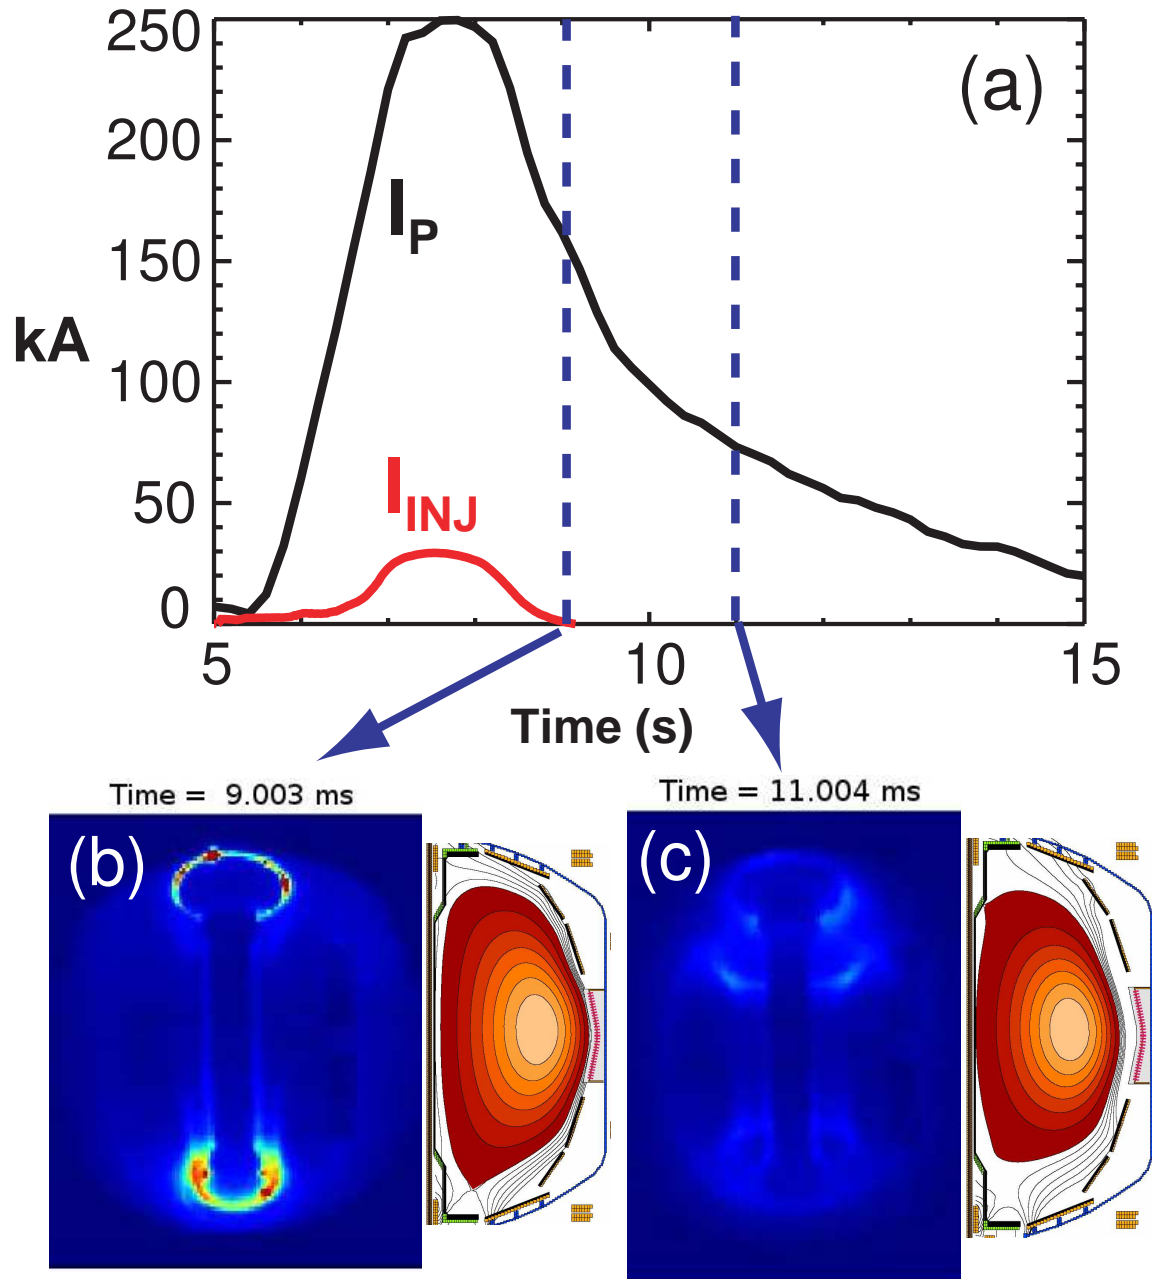 250
(a)
200
I_P
150
kA
100
I_INJ
50
0
5
10
15
Time (s)
Time = 9.003 ms
Time = 11.004 ms
(b)
(c)